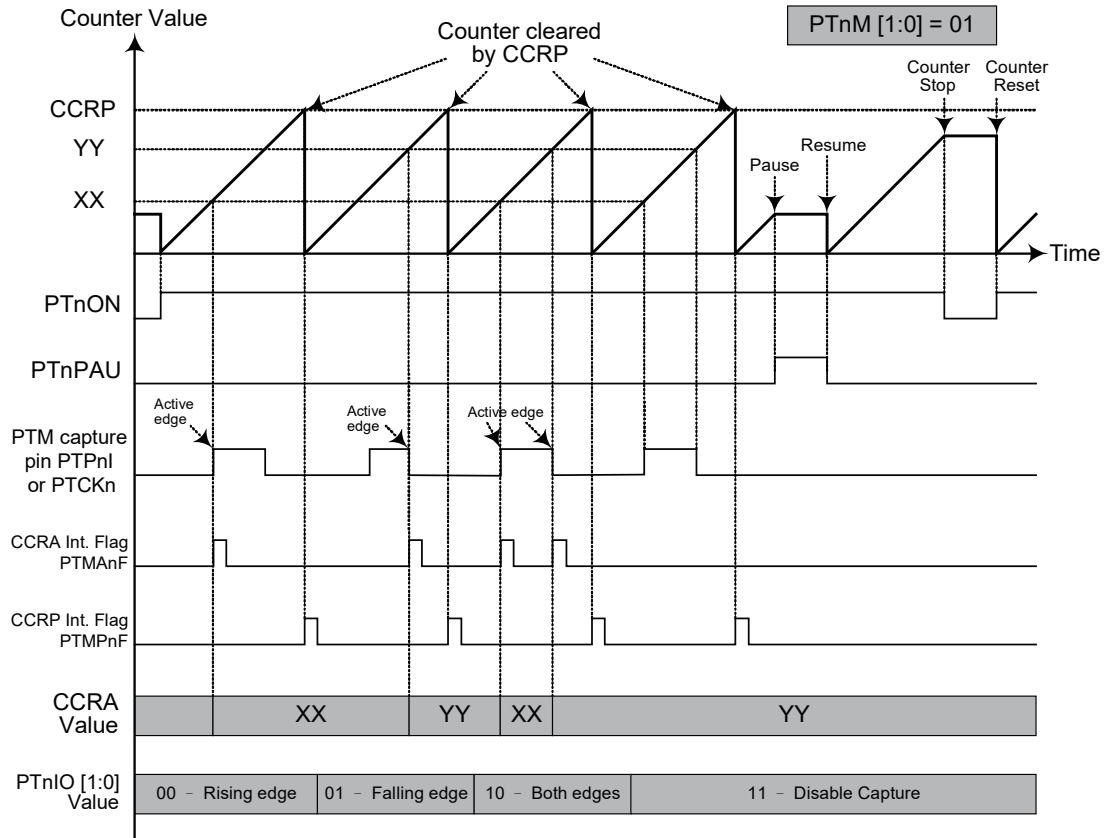 Counter Value
PTnM [1:0] = 01
Counter cleared
by CCRP
Counter
Stop
Counter
Reset
CCRP
YY
XX
Pause
Resume
Time
PTnON
PTnPAU
Active
edge
Active
edge
Active edge
PTM capture
pin PTPnI
or PTCKn
CCRA Int. Flag
PTMAnF
CCRP Int. Flag
PTMPnF
CCRA
Value
XX
YY
XX
YY
PTnIO [1:0]
Value
00 - Rising edge
01 - Falling edge
10 - Both edges
11 - Disable Capture